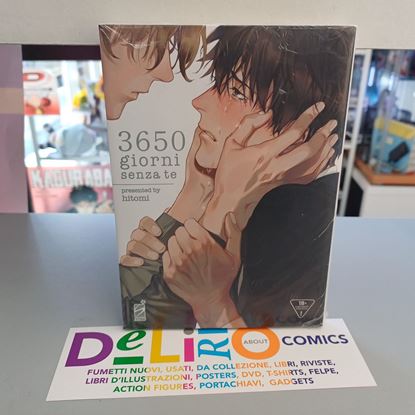 3650
giorni
senza te
presented by
hitomi
18+
DeLiRiO ABOUT COMICS
FUMETTI NUOVI, USATI, DA COLLEZIONE, LIBRI, RIVISTE,
LIBRI D'ILLUSTRAZIONI, POSTERS, DVD, T-SHIRTS, FELPE,
ACTION FIGURES, PORTACHIAVI, GADGETS